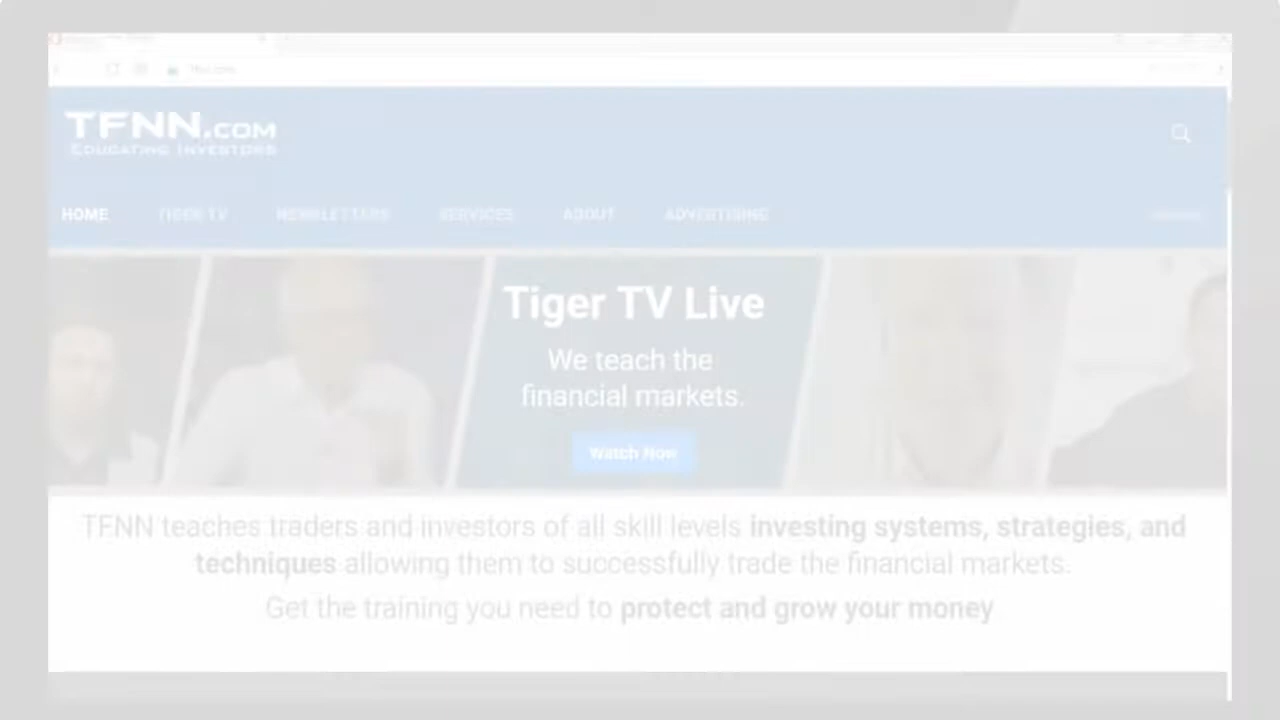 TFNN.COM
EDUCATING INVESTORS
HOME TIGER TV NEWSLETTERS SERVICES ABOUT ADVERTISING
Tiger TV Live
We teach the
financial markets.
Watch Now
TFNN teaches traders and investors of all skill levels investing systems, strategies, and
techniques allowing them to successfully trade the financial markets.
Get the training you need to protect and grow your money